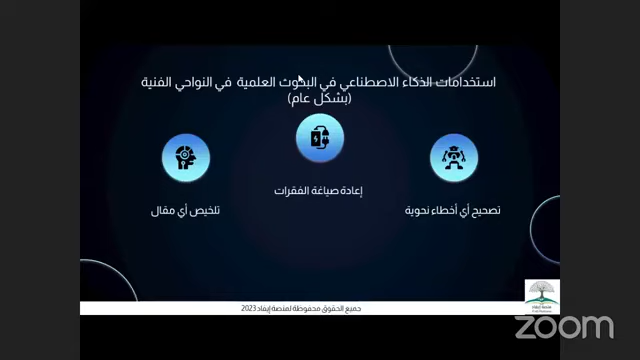 استخدامات الذكاء الاصطناعي في البحوث العلمية في النواحي الفنية
(بشكل عام)
تصحيح أي أخطاء نحوية
إعادة صياغة الفقرات
تلخيص أي مقال
جميع الحقوق محفوظة لمنصة إيفاد 2023
zoom